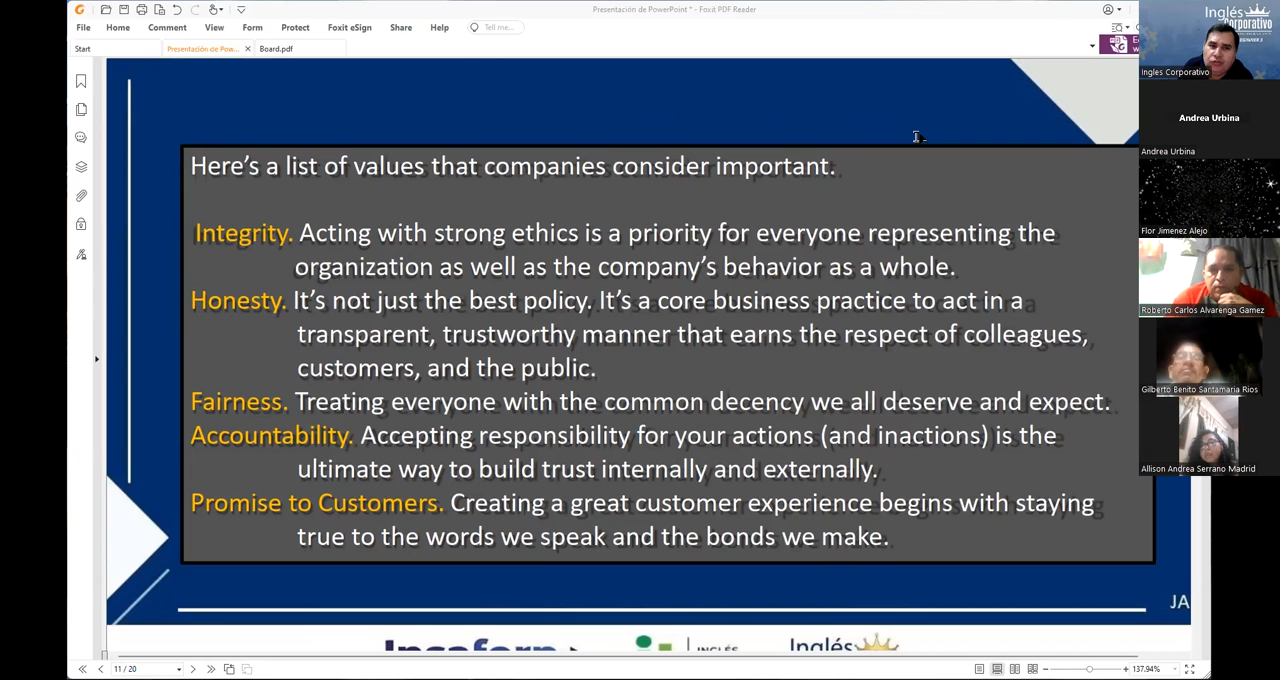 Presentación de PowerPoint * - Foxit PDF Reader
File Home Comment View Form Protect Foxit eSign Share Help Tell me...
Start Presentación de Pow... Board.pdf
Here's a list of values that companies consider important.
Integrity. Acting with strong ethics is a priority for everyone representing the
organization as well as the company's behavior as a whole.
Honesty. It's not just the best policy. It's a core business practice to act in a
transparent, trustworthy manner that earns the respect of colleagues,
customers, and the public.
Fairness. Treating everyone with the common decency we all deserve and expect.
Accountability. Accepting responsibility for your actions (and inactions) is the
ultimate way to build trust internally and externally.
Promise to Customers. Creating a great customer experience begins with staying
true to the words we speak and the bonds we make.
JA
INGLÉS
Inglés
11 / 20
137.94%
Inglés
Corporativo
Ingles Corporativo
Andrea Urbina
Andrea Urbina
Flor Jimenez Alejo
Roberto Carlos Alvarenga Gamez
Gilberto Benito Santamaria Rios
Allison Andrea Serrano Madrid